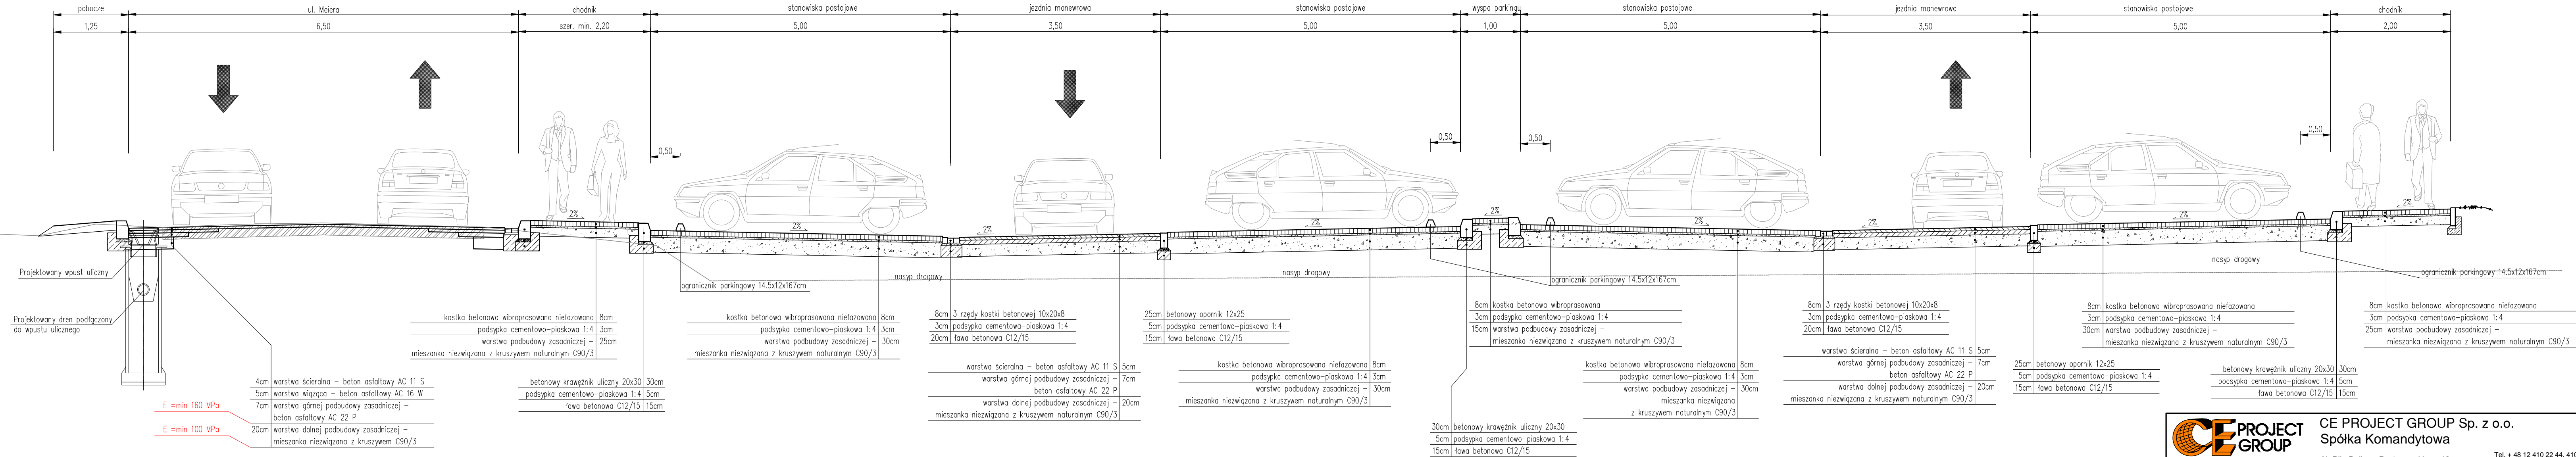 pobocze
ul. Meiera
chodnik
stanowiska postojowe
jezdnia manewrowa
stanowiska postojowe
wyspa parkingu
stanowiska postojowe
jezdnia manewrowa
stanowiska postojowe
chodnik
1,25
6,50
szer. min. 2,20
5,00
3,50
5,00
1,00
5,00
3,50
5,00
2,00
0,50
0,50
0,50
0,50
2%
2%
2%
2%
2%
2%
2%
2%
2%
Projektowany wpust uliczny
Projektowany dren podłączony
do wpustu ulicznego
nasyp drogowy
nasyp drogowy
nasyp drogowy
ogranicznik parkingowy 14.5x12x167cm
ogranicznik parkingowy 14.5x12x167cm
ogranicznik parkingowy 14.5x12x167cm
4cm warstwa ścieralna - beton asfaltowy AC 11 S
5cm warstwa wiążąca - beton asfaltowy AC 16 W
7cm warstwa górnej podbudowy zasadniczej -
beton asfaltowy AC 22 P
20cm warstwa dolnej podbudowy zasadniczej -
mieszanka niezwiązana z kruszywem C90/3
E =min 160 MPa
E =min 100 MPa
kostka betonowa wibroprasowana niefazowana 8cm
podsypka cementowo-piaskowa 1:4 3cm
warstwa podbudowy zasadniczej - 25cm
mieszanka niezwiązana z kruszywem naturalnym C90/3
betonowy krawężnik uliczny 20x30 30cm
podsypka cementowo-piaskowa 1:4 5cm
ława betonowa C12/15 15cm
kostka betonowa wibroprasowana niefazowana 8cm
podsypka cementowo-piaskowa 1:4 3cm
warstwa podbudowy zasadniczej - 30cm
mieszanka niezwiązana z kruszywem naturalnym C90/3
8cm 3 rzędy kostki betonowej 10x20x8
3cm podsypka cementowo-piaskowa 1:4
20cm ława betonowa C12/15
warstwa ścieralna - beton asfaltowy AC 11 S 5cm
warstwa górnej podbudowy zasadniczej - 7cm
beton asfaltowy AC 22 P
warstwa dolnej podbudowy zasadniczej - 20cm
mieszanka niezwiązana z kruszywem naturalnym C90/3
25cm betonowy opornik 12x25
5cm podsypka cementowo-piaskowa 1:4
15cm ława betonowa C12/15
kostka betonowa wibroprasowana niefazowana 8cm
podsypka cementowo-piaskowa 1:4 3cm
warstwa podbudowy zasadniczej - 30cm
mieszanka niezwiązana z kruszywem naturalnym C90/3
8cm kostka betonowa wibroprasowana
3cm podsypka cementowo-piaskowa 1:4
15cm warstwa podbudowy zasadniczej -
mieszanka niezwiązana z kruszywem naturalnym C90/3
30cm betonowy krawężnik uliczny 20x30
5cm podsypka cementowo-piaskowa 1:4
15cm ława betonowa C12/15
kostka betonowa wibroprasowana niefazowana 8cm
podsypka cementowo-piaskowa 1:4 3cm
warstwa podbudowy zasadniczej - 30cm
mieszanka niezwiązana
z kruszywem naturalnym C90/3
8cm 3 rzędy kostki betonowej 10x20x8
3cm podsypka cementowo-piaskowa 1:4
20cm ława betonowa C12/15
warstwa ścieralna - beton asfaltowy AC 11 S 5cm
warstwa górnej podbudowy zasadniczej - 7cm
beton asfaltowy AC 22 P
warstwa dolnej podbudowy zasadniczej - 20cm
mieszanka niezwiązana z kruszywem naturalnym C90/3
25cm betonowy opornik 12x25
5cm podsypka cementowo-piaskowa 1:4
15cm ława betonowa C12/15
8cm kostka betonowa wibroprasowana niefazowana
3cm podsypka cementowo-piaskowa 1:4
30cm warstwa podbudowy zasadniczej -
mieszanka niezwiązana z kruszywem naturalnym C90/3
betonowy krawężnik uliczny 20x30 30cm
podsypka cementowo-piaskowa 1:4 5cm
ława betonowa C12/15 15cm
8cm kostka betonowa wibroprasowana niefazowana
3cm podsypka cementowo-piaskowa 1:4
25cm warstwa podbudowy zasadniczej -
mieszanka niezwiązana z kruszywem naturalnym C90/3
CE PROJECT
GROUP
CE PROJECT GROUP Sp. z o.o.
Spółka Komandytowa
Tel. + 48 12 410 22 44,